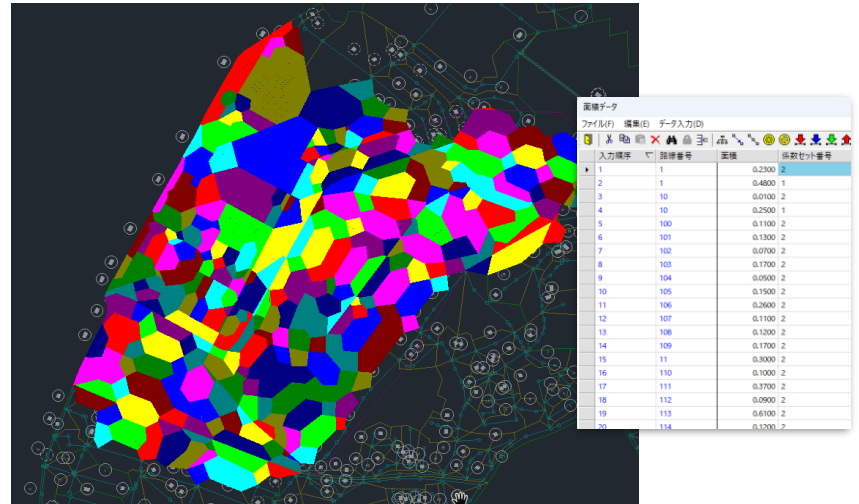 面積データ
ファイル(F) 編集(E) データ入力(D)
入力順序 路線番号 面積 係数セット番号
1 1 0.2300 2
2 1 0.4800 1
3 10 0.0100 2
4 10 0.2500 1
5 100 0.1100 2
6 101 0.1300 2
7 102 0.0700 2
8 103 0.1700 2
9 104 0.0500 2
10 105 0.1500 2
11 106 0.2600 2
12 107 0.1100 2
13 108 0.1200 2
14 109 0.1700 2
15 11 0.3000 2
16 110 0.1000 2
17 111 0.3700 2
18 112 0.0900 2
19 113 0.6100 2
20 114 0.1200 2